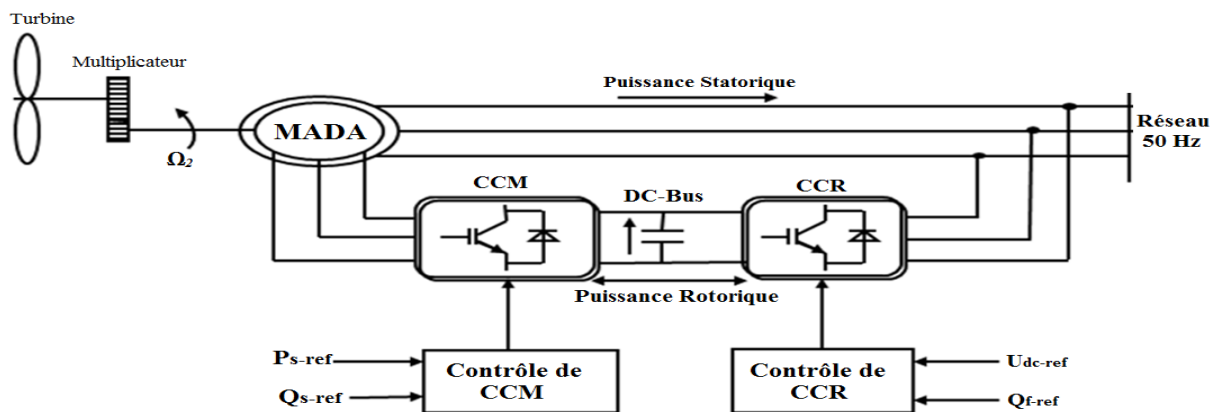 Turbine
Multiplicateur
Ω₂
MADA
Puissance Statorique
Réseau
50 Hz
CCM
DC-Bus
CCR
Puissance Rotorique
Ps-ref
Qs-ref
Contrôle de
CCM
Contrôle de
CCR
Udc-ref
Qf-ref